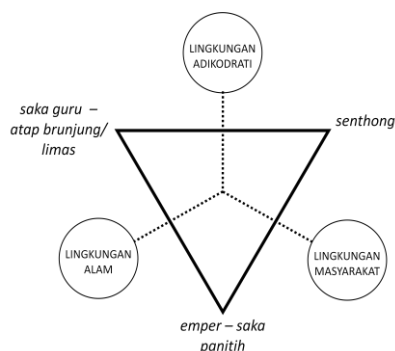 LINGKUNGAN
ADIKODRATI
saka guru –
atap brunjung/
limas
senthong
LINGKUNGAN
ALAM
LINGKUNGAN
MASYARAKAT
emper – saka
panitih